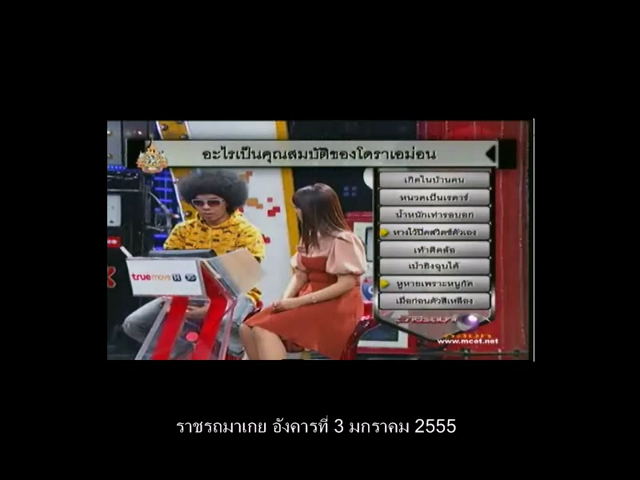 อะไรเป็นคุณสมบัติของโดราเอม่อน
เกิดในบ้านคน
หนวดเป็นเรดาร์
น้ำหนักเท่ารอบอก
หางไว้ปิดสวิตซ์ตัวเอง
เท้าติดล้อ
เป้ายิงฉุบได้
หูหายเพราะหนูกัด
เมื่อก่อนตัวสีเหลือง
truemove H
www.mcot.net
ราชรถมาเกย อังคารที่ 3 มกราคม 2555